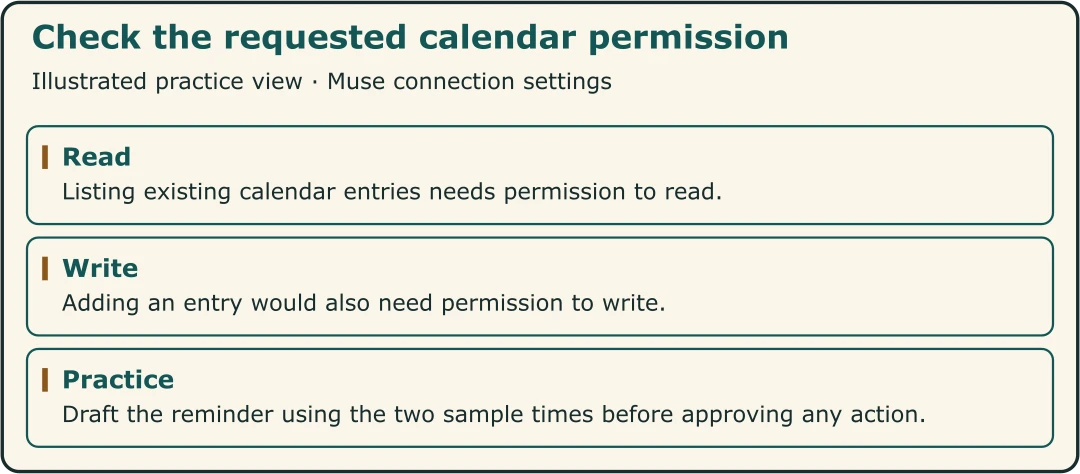 Check the requested calendar permission
Illustrated practice view · Muse connection settings
Read
Listing existing calendar entries needs permission to read.
Write
Adding an entry would also need permission to write.
Practice
Draft the reminder using the two sample times before approving any action.